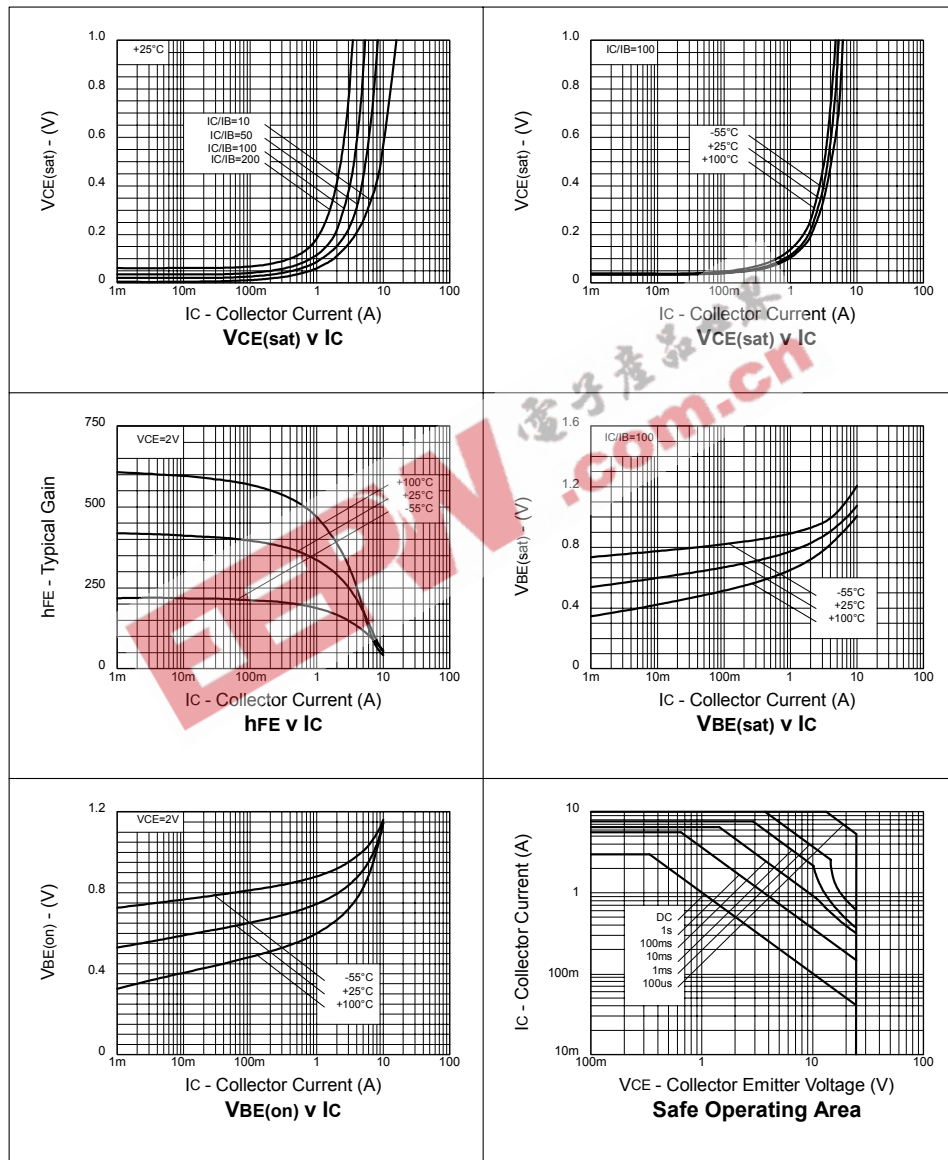 1.0
+25°C
0.8
IC/IB=10
0.6
IC/IB=50
IC/IB=100
IC/IB=200
0.4
0.2
0
1m 10m 100m 1 10 100
VCE(sat) - (V)
IC - Collector Current (A)
VCE(sat) v IC
1.0
IC/IB=100
0.8
0.6
-55°C
+25°C
+100°C
0.4
0.2
0
1m 10m 100m 1 10 100
VCE(sat) - (V)
IC - Collector Current (A)
VCE(sat) v IC
750
VCE=2V
+100°C
+25°C
-55°C
500
250
0
1m 10m 100m 1 10 100
hFE - Typical Gain
IC - Collector Current (A)
hFE v IC
1.6
IC/IB=100
1.2
0.8
-55°C
+25°C
+100°C
0.4
0
1m 10m 100m 1 10 100
VBE(sat) - (V)
IC - Collector Current (A)
VBE(sat) v IC
1.2
VCE=2V
0.8
0.4
-55°C
+25°C
+100°C
0
1m 10m 100m 1 10 100
VBE(on) - (V)
IC - Collector Current (A)
VBE(on) v IC
10
1
DC
1s
100ms
10ms
1ms
100us
100m
10m
100m 1 10 100
IC - Collector Current (A)
VCE - Collector Emitter Voltage (V)
Safe Operating Area
EEPW
電子產品世界
.com.cn